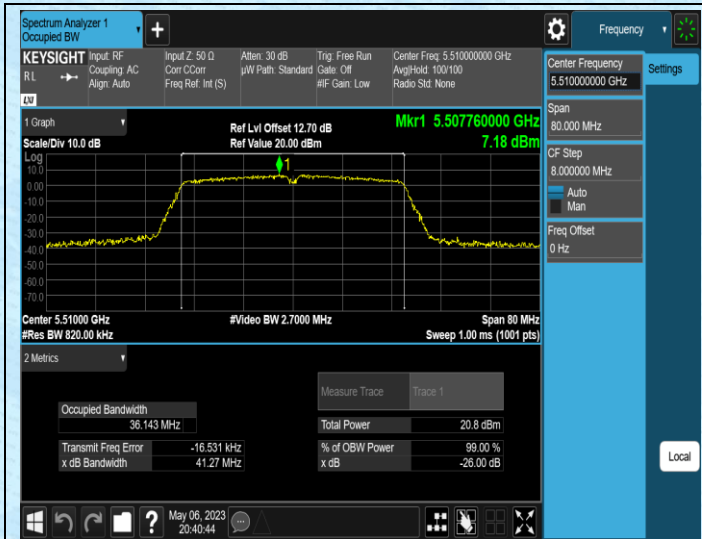 Spectrum Analyzer 1
Occupied BW
Frequency
KEYSIGHT
R L
LXI
Input: RF
Coupling: AC
Align: Auto
Input Z: 50 Ω
Corr CCorr
Freq Ref: Int (S)
Atten: 30 dB
µW Path: Standard
Trig: Free Run
Gate: Off
#IF Gain: Low
Center Freq: 5.510000000 GHz
Avg|Hold: 100/100
Radio Std: None
Center Frequency
5.510000000 GHz
Settings
Span
80.000 MHz
CF Step
8.000000 MHz
Auto
Man
Freq Offset
0 Hz
1 Graph
Scale/Div 10.0 dB
Ref Lvl Offset 12.70 dB
Ref Value 20.00 dBm
Mkr1 5.507760000 GHz
7.18 dBm
Log
10.0
0.00
-10.0
-20.0
-30.0
-40.0
-50.0
-60.0
-70.0
1
Center 5.51000 GHz
#Res BW 820.00 kHz
#Video BW 2.7000 MHz
Span 80 MHz
Sweep 1.00 ms (1001 pts)
2 Metrics
Measure Trace Trace 1
Occupied Bandwidth
36.143 MHz
Total Power 20.8 dBm
Transmit Freq Error -16.531 kHz
% of OBW Power 99.00 %
x dB Bandwidth 41.27 MHz
x dB -26.00 dB
Local
May 06, 2023
20:40:44